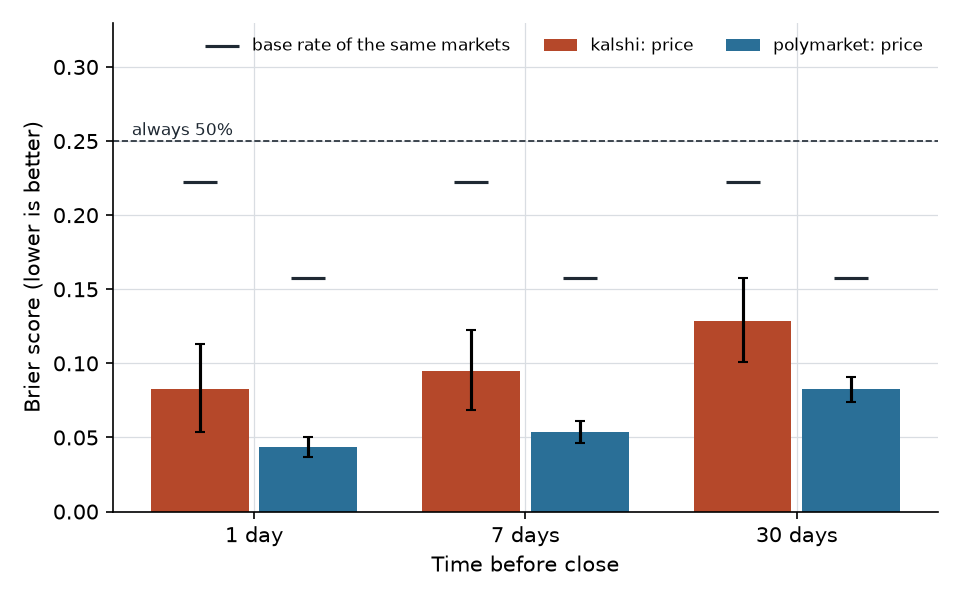 base rate of the same markets kalshi: price polymarket: price
always 50%
0.30
0.25
0.20
0.15
0.10
0.05
0.00
Brier score (lower is better)
1 day 7 days 30 days
Time before close